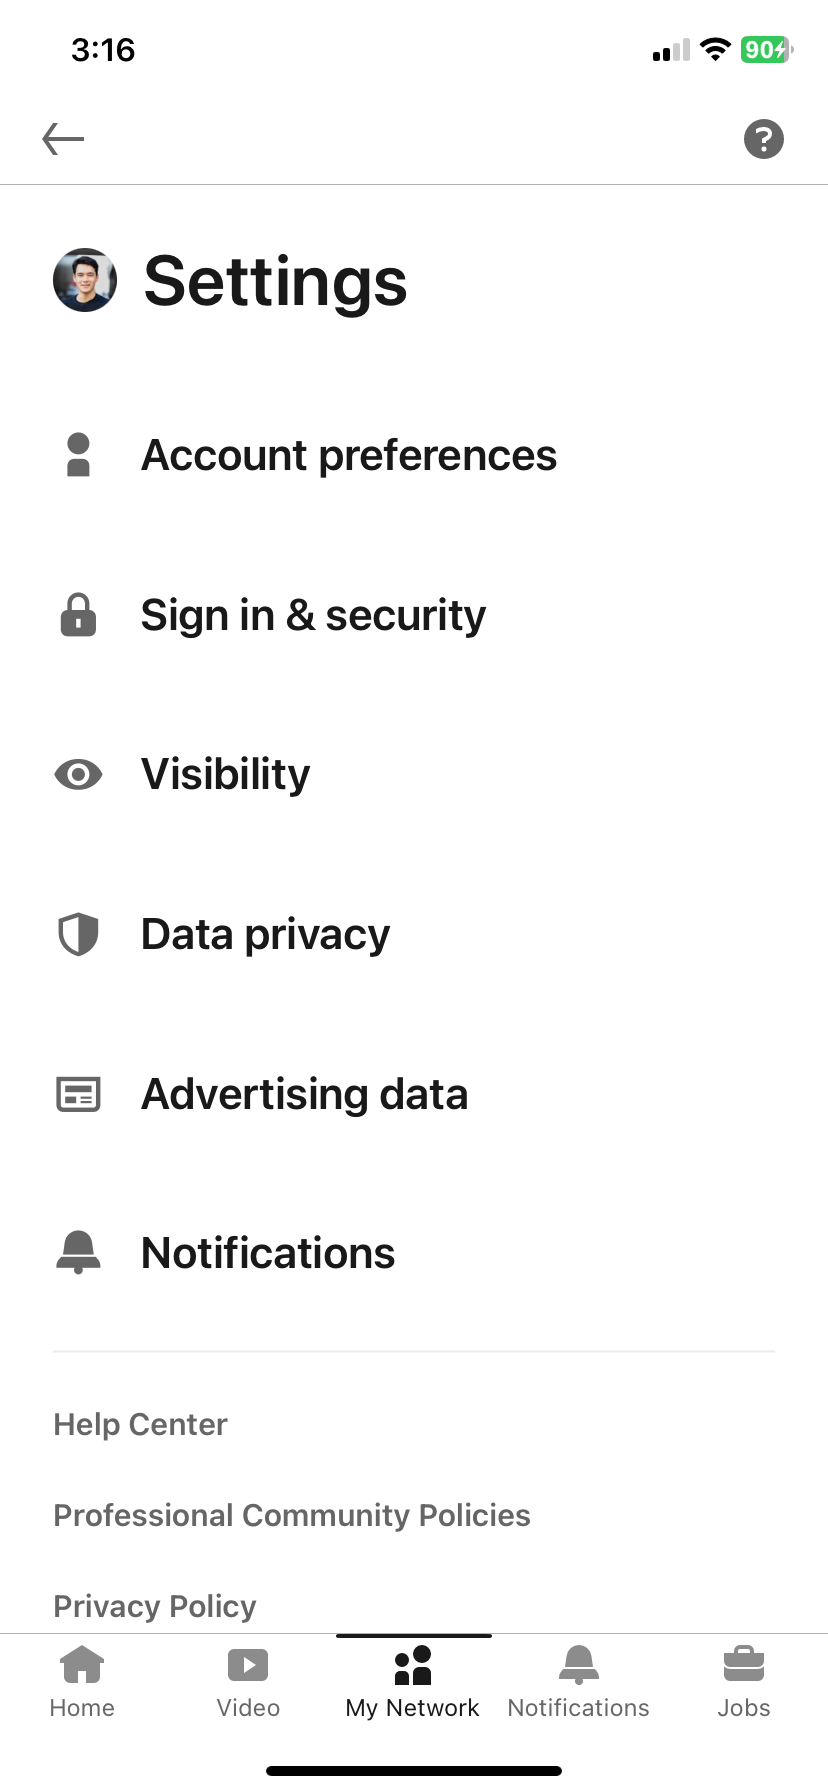 3:16
90
?
Settings
Account preferences
Sign in & security
Visibility
Data privacy
Advertising data
Notifications
Help Center
Professional Community Policies
Privacy Policy
Home
Video
My Network
Notifications
Jobs